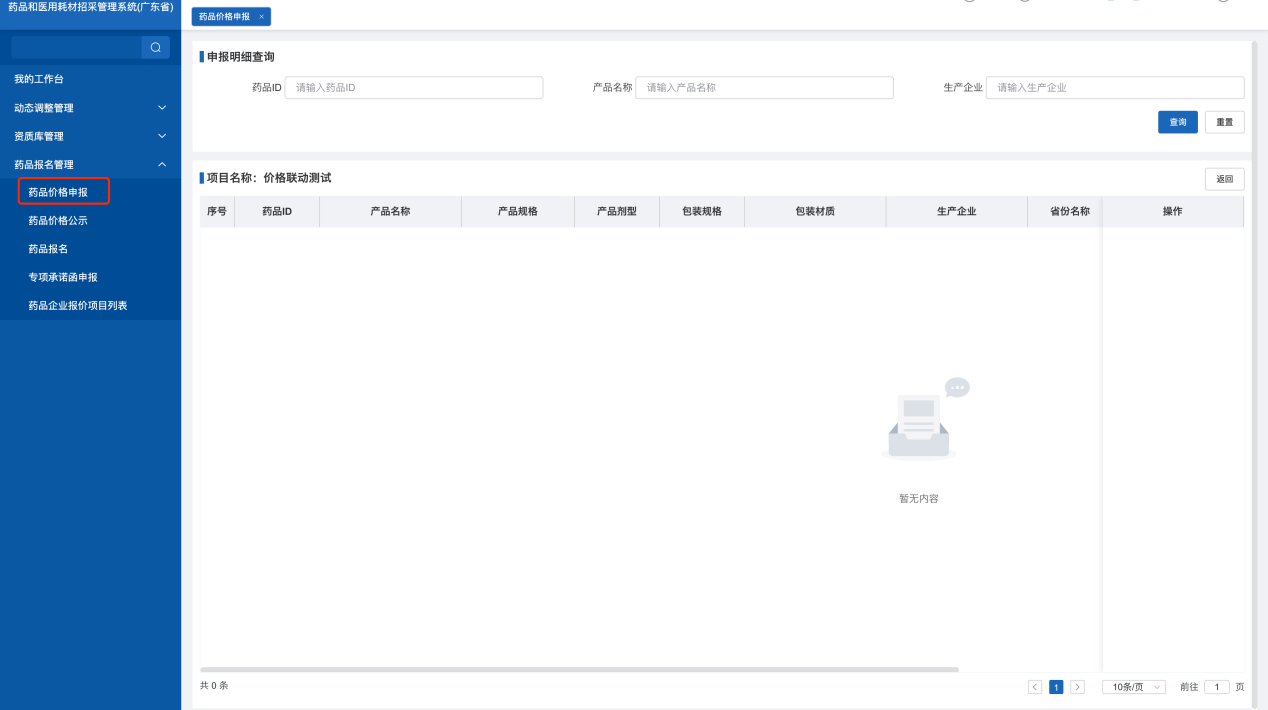 药品和医用耗材招采管理系统(广东省)
药品价格申报 ×
我的工作台
动态调整管理
资质库管理
药品报名管理
药品价格申报
药品价格公示
药品报名
专项承诺函申报
药品企业报价项目列表
申报明细查询
药品ID 请输入药品ID 产品名称 请输入产品名称 生产企业 请输入生产企业
查询 重置
项目名称：价格联动测试 返回
序号 药品ID 产品名称 产品规格 产品剂型 包装规格 包装材质 生产企业 省份名称 操作
暂无内容
共 0 条 1 10条/页 前往 1 页